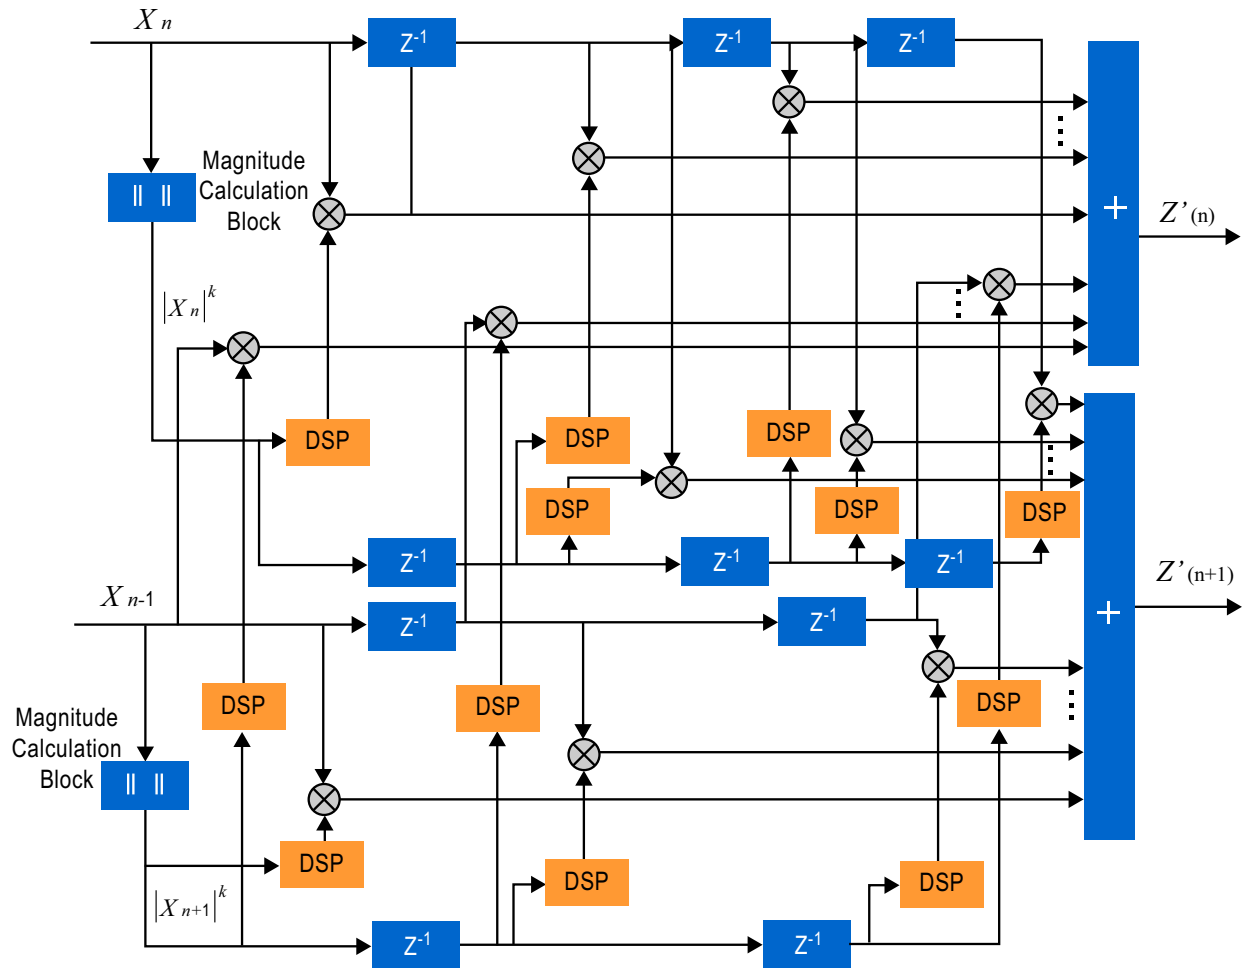 X n
Z⁻¹
Z⁻¹
Z⁻¹
Magnitude
Calculation
Block
|| ||
+
Z’ (n)
|X n|ᵏ
DSP
DSP
DSP
DSP
DSP
DSP
Z⁻¹
Z⁻¹
Z⁻¹
X n-1
Z⁻¹
Z⁻¹
+
Z’ (n+1)
DSP
DSP
DSP
Magnitude
Calculation
Block
|| ||
DSP
DSP
DSP
|X n+1|ᵏ
Z⁻¹
Z⁻¹